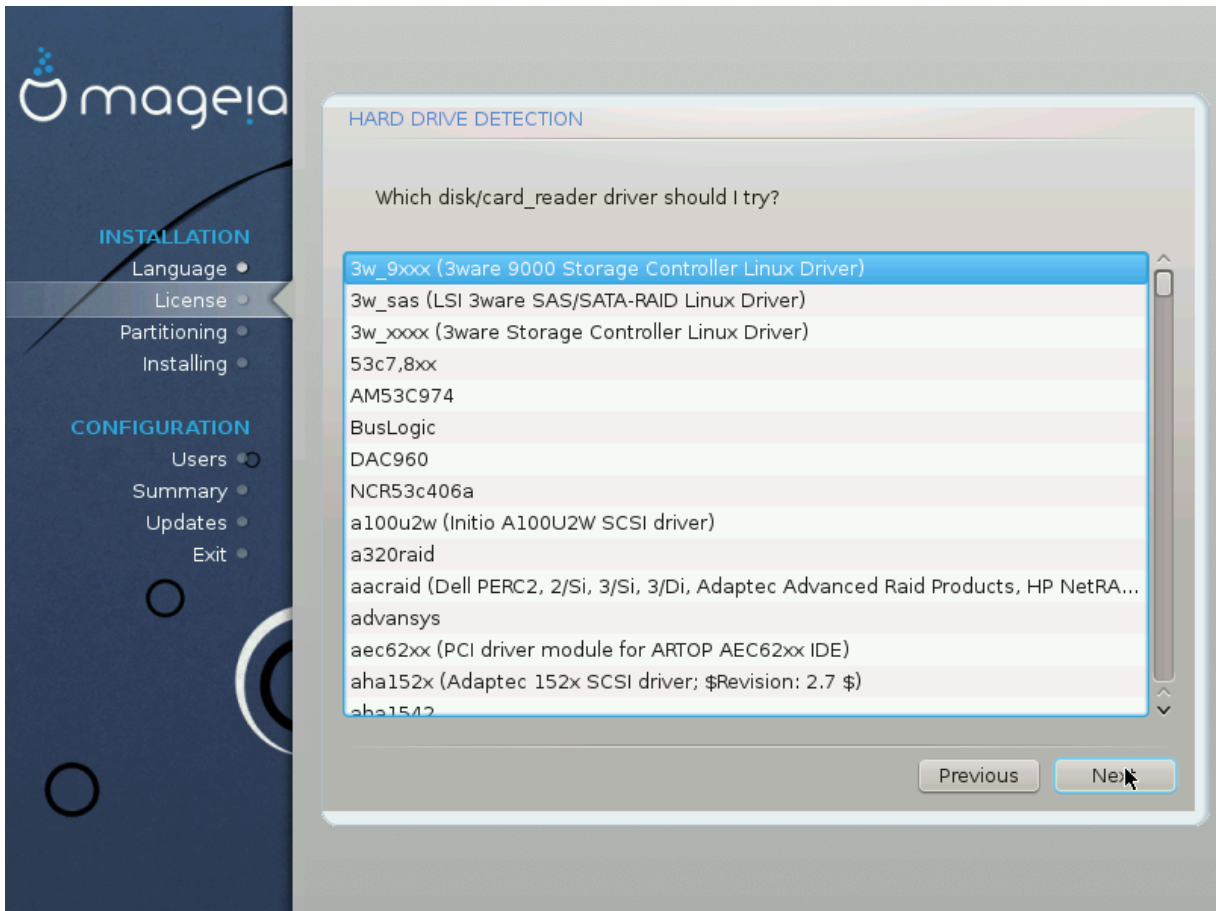 mageia
INSTALLATION
Language
License
Partitioning
Installing
CONFIGURATION
Users
Summary
Updates
Exit
HARD DRIVE DETECTION
Which disk/card_reader driver should I try?
3w_9xxx (3ware 9000 Storage Controller Linux Driver)
3w_sas (LSI 3ware SAS/SATA-RAID Linux Driver)
3w_xxxx (3ware Storage Controller Linux Driver)
53c7,8xx
AM53C974
BusLogic
DAC960
NCR53c406a
a100u2w (Initio A100U2W SCSI driver)
a320raid
aacraid (Dell PERC2, 2/Si, 3/Si, 3/Di, Adaptec Advanced Raid Products, HP NetRA...
advansys
aec62xx (PCI driver module for ARTOP AEC62xx IDE)
aha152x (Adaptec 152x SCSI driver; $Revision: 2.7 $)
aha1542
Previous
Next